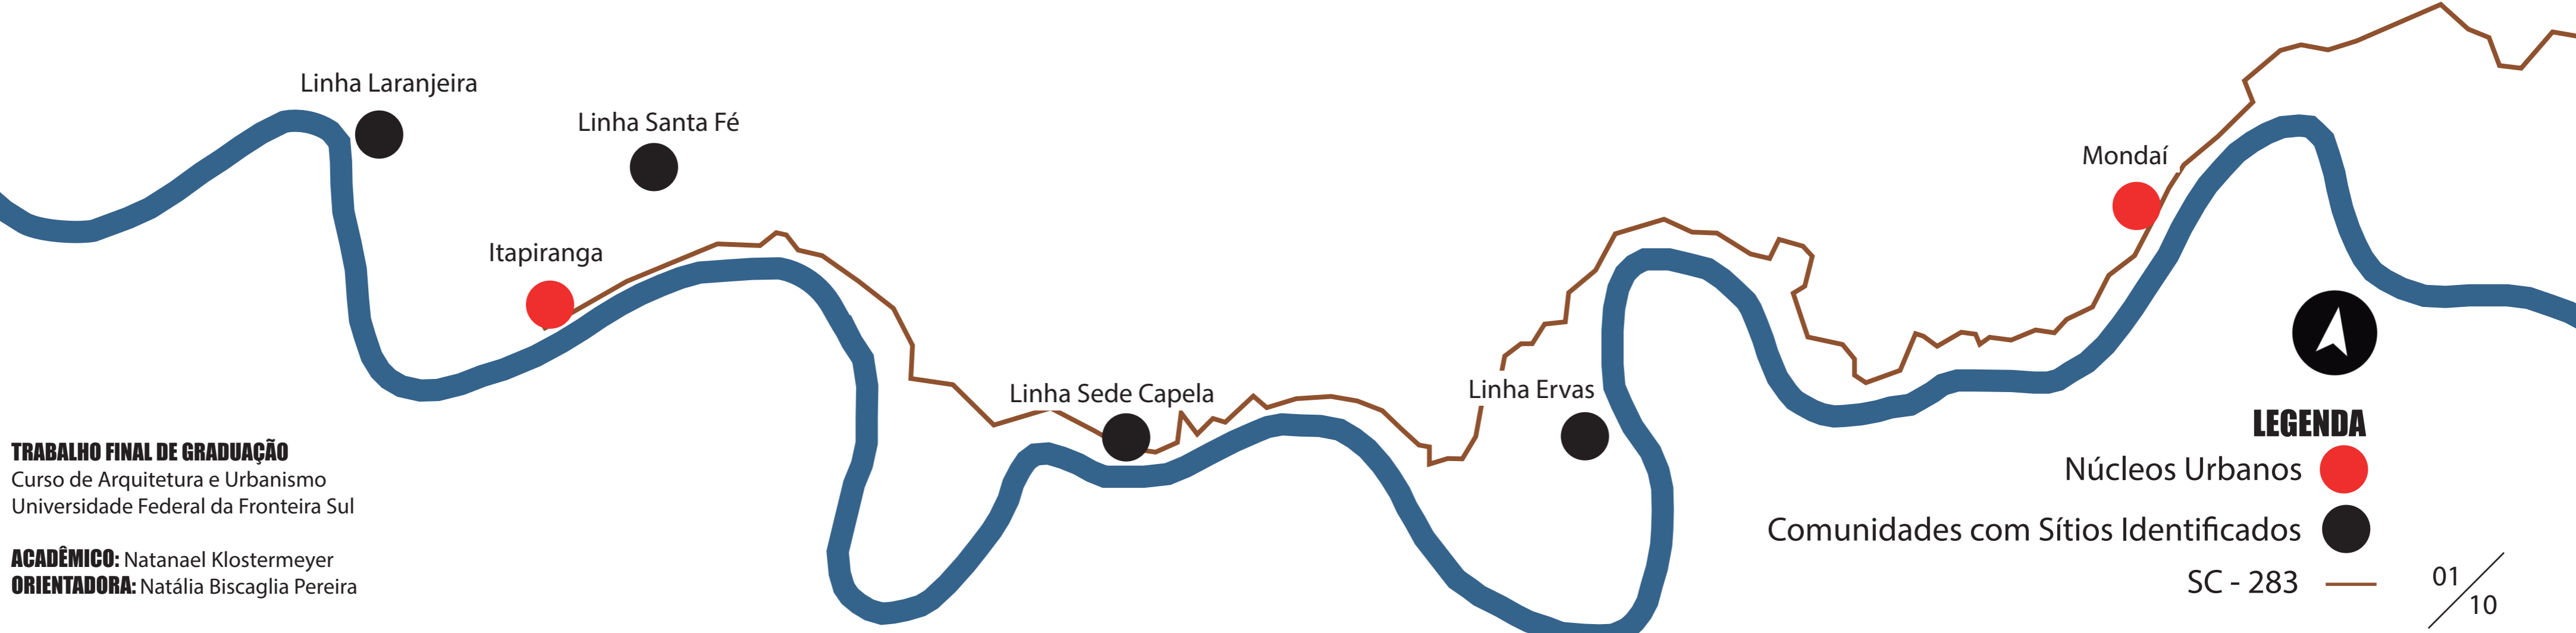 Linha Laranjeira
Linha Santa Fé
Itapiranga
Linha Sede Capela
Linha Ervas
Mondaí
TRABALHO FINAL DE GRADUAÇÃO
Curso de Arquitetura e Urbanismo
Universidade Federal da Fronteira Sul
ACADÊMICO: Natanael Klostermeyer
ORIENTADORA: Natália Biscaglia Pereira
LEGENDA
Núcleos Urbanos
Comunidades com Sítios Identificados
SC - 283
01
10